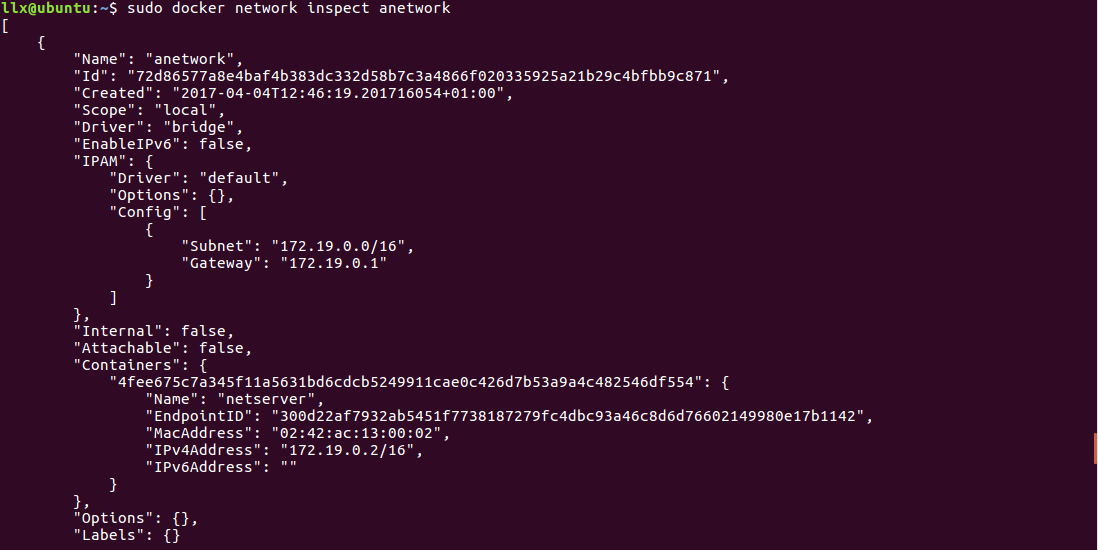 llx@ubuntu:~$ sudo docker network inspect anetwork
[
    {
        "Name": "anetwork",
        "Id": "72d86577a8e4baf4b383dc332d58b7c3a4866f020335925a21b29c4bfbb9c871",
        "Created": "2017-04-04T12:46:19.201716054+01:00",
        "Scope": "local",
        "Driver": "bridge",
        "EnableIPv6": false,
        "IPAM": {
            "Driver": "default",
            "Options": {},
            "Config": [
                {
                    "Subnet": "172.19.0.0/16",
                    "Gateway": "172.19.0.1"
                }
            ]
        },
        "Internal": false,
        "Attachable": false,
        "Containers": {
            "4fee675c7a345f11a5631bd6cdcb5249911cae0c426d7b53a9a4c482546df554": {
                "Name": "netserver",
                "EndpointID": "300d22af7932ab5451f7738187279fc4dbc93a46c8d6d76602149980e17b1142",
                "MacAddress": "02:42:ac:13:00:02",
                "IPv4Address": "172.19.0.2/16",
                "IPv6Address": ""
            }
        },
        "Options": {},
        "Labels": {}